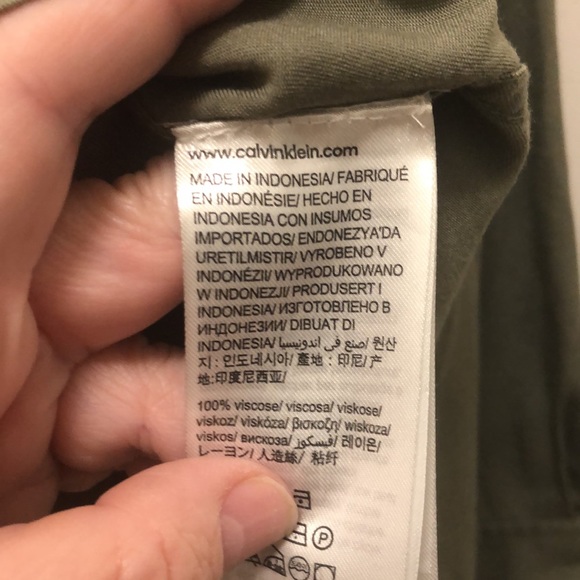 www.calvinklein.com
MADE IN INDONESIA/ FABRIQUÉ
EN INDONÉSIE/ HECHO EN
INDONESIA CON INSUMOS
IMPORTADOS/ ENDONEZYA'DA
URETILMISTIR/ VYROBENO V
INDONÉZII/ WYPRODUKOWANO
W INDONEZJI/ PRODUSERT I
INDONESIA/ИЗГОТОВЛЕНО В
ИНДОНЕЗИИ/ DIBUAT DI
INDONESIA/ صنع في اندونيسيا/ 원산
지: 인도네시아/ 產地: 印尼/ 产
地:印度尼西亚/
100% viscose/ viscosa/ viskose/
viskoz/ viskóza/ βισκοζη/ wiskoza/
viskos/ вискоза/ فيسكوز/ 레이온/
レーヨン/ 人造絲/ 粘纤
P